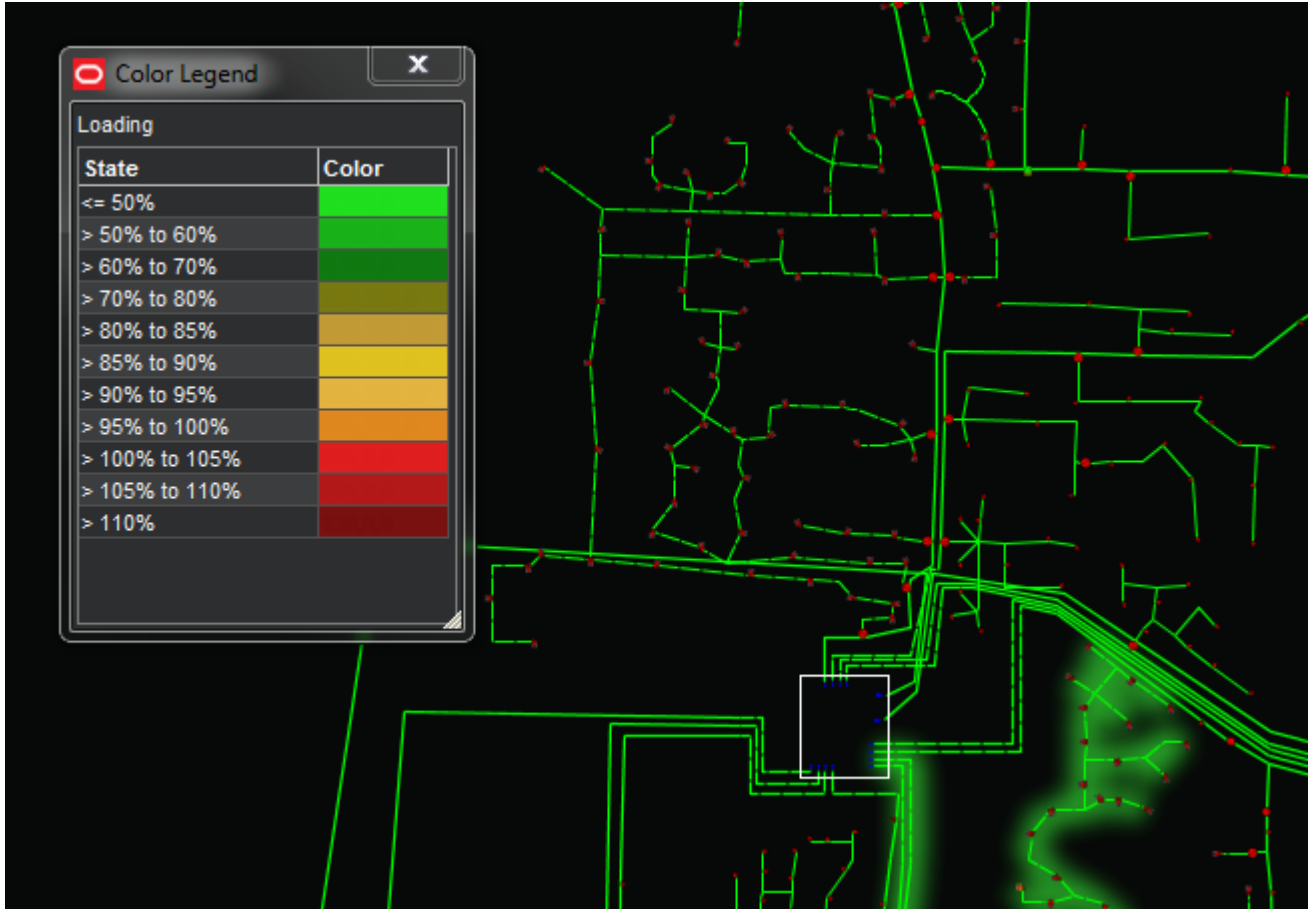 Color Legend
Loading
State Color
<= 50%
> 50% to 60%
> 60% to 70%
> 70% to 80%
> 80% to 85%
> 85% to 90%
> 90% to 95%
> 95% to 100%
> 100% to 105%
> 105% to 110%
> 110%